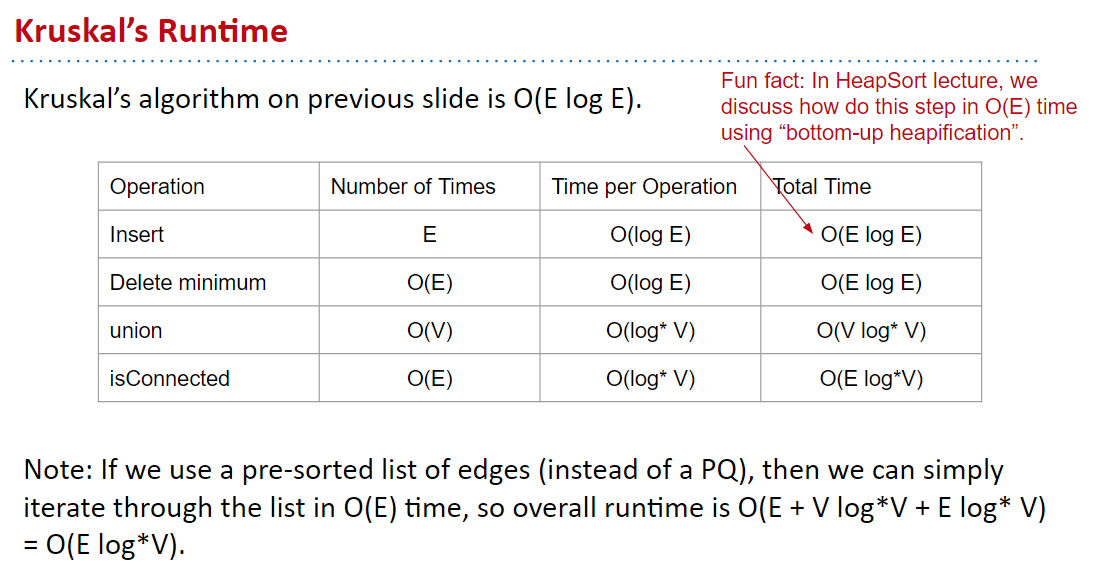 Kruskal's Runtime
Kruskal's algorithm on previous slide is O(E log E).
Fun fact: In HeapSort lecture, we
discuss how do this step in O(E) time
using “bottom-up heapification”.
Operation Number of Times Time per Operation Total Time
Insert E O(log E) O(E log E)
Delete minimum O(E) O(log E) O(E log E)
union O(V) O(log* V) O(V log* V)
isConnected O(E) O(log* V) O(E log*V)
Note: If we use a pre-sorted list of edges (instead of a PQ), then we can simply
iterate through the list in O(E) time, so overall runtime is O(E + V log*V + E log* V)
= O(E log*V).